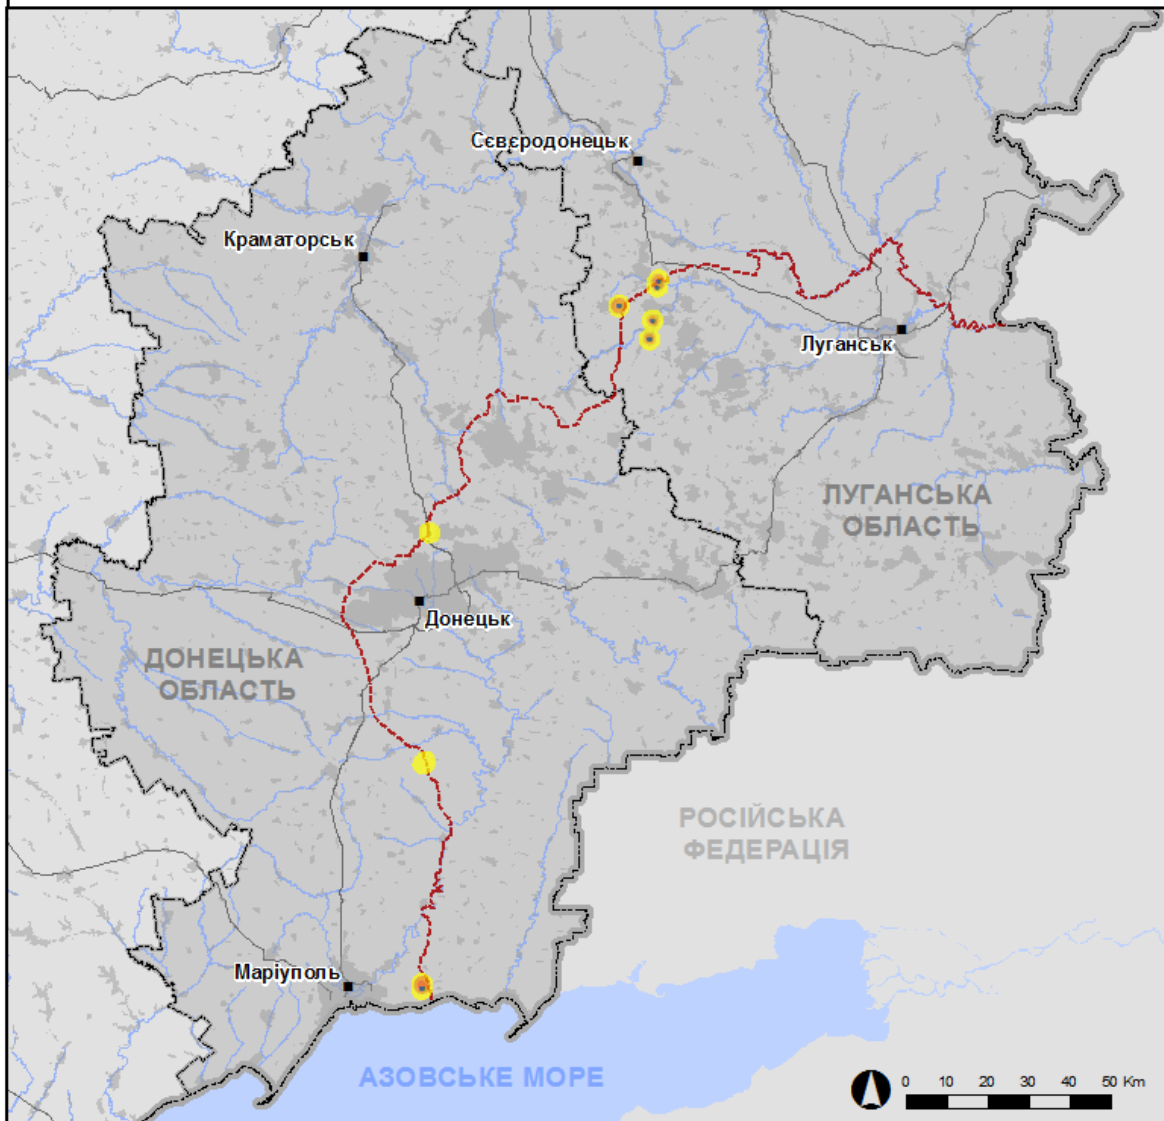 Сєвєродонецьк
Краматорськ
Луганськ
ЛУГАНСЬКА
ОБЛАСТЬ
Донецьк
ДОНЕЦЬКА
ОБЛАСТЬ
РОСІЙСЬКА
ФЕДЕРАЦІЯ
Маріуполь
АЗОВСЬКЕ МОРЕ
0 10 20 30 40 50 Km